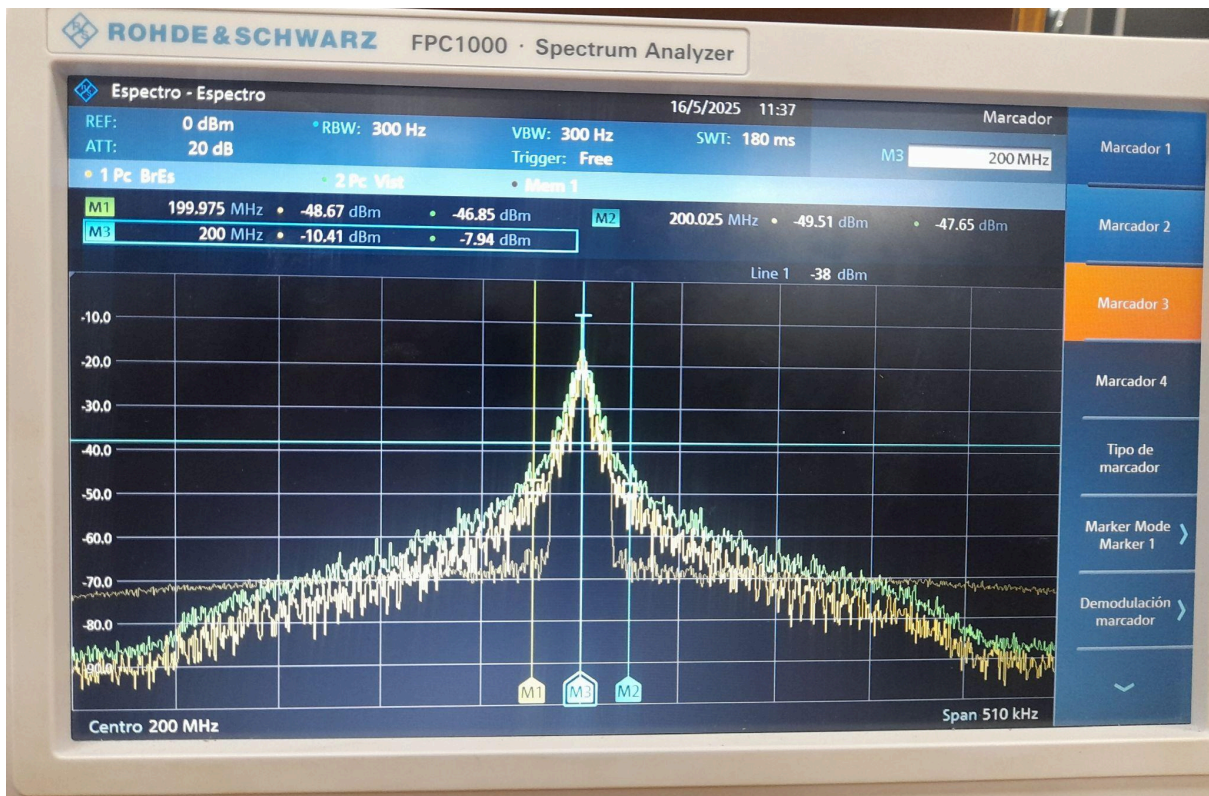 ROHDE&SCHWARZ FPC1000 · Spectrum Analyzer
Espectro - Espectro 16/5/2025 11:37 Marcador
REF: 0 dBm RBW: 300 Hz VBW: 300 Hz SWT: 180 ms
ATT: 20 dB Trigger: Free M3 200 MHz
1 Pc BrEs 2 Pc Vist Mem 1
M1 199.975 MHz -48.67 dBm -46.85 dBm M2 200.025 MHz -49.51 dBm -47.65 dBm
M3 200 MHz -10.41 dBm -7.94 dBm
Line 1 -38 dBm
-10.0
-20.0
-30.0
-40.0
-50.0
-60.0
-70.0
-80.0
-90.0
M1 M3 M2
Centro 200 MHz Span 510 kHz
Marcador 1
Marcador 2
Marcador 3
Marcador 4
Tipo de
marcador
Marker Mode
Marker 1
Demodulación
marcador